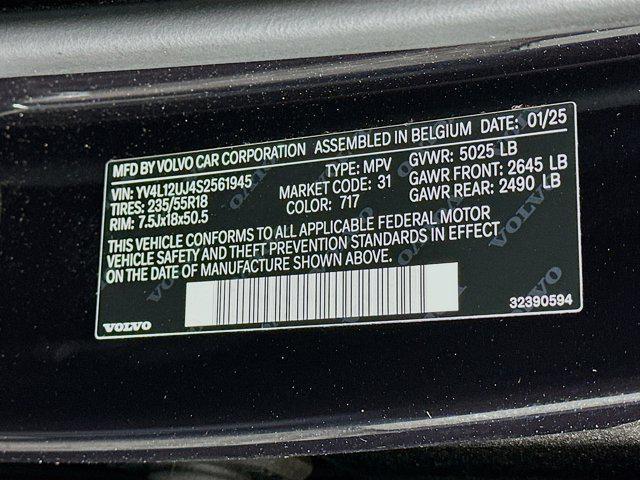 MFD BY VOLVO CAR CORPORATION ASSEMBLED IN BELGIUM DATE: 01/25
VIN: YV4L12UJ4S2561945 TYPE: MPV GVWR: 5025 LB
TIRES: 235/55R18 MARKET CODE: 31 GAWR FRONT: 2645 LB
RIM: 7.5Jx18x50.5 COLOR: 717 GAWR REAR: 2490 LB
THIS VEHICLE CONFORMS TO ALL APPLICABLE FEDERAL MOTOR
VEHICLE SAFETY AND THEFT PREVENTION STANDARDS IN EFFECT
ON THE DATE OF MANUFACTURE SHOWN ABOVE.
VOLVO 32390594